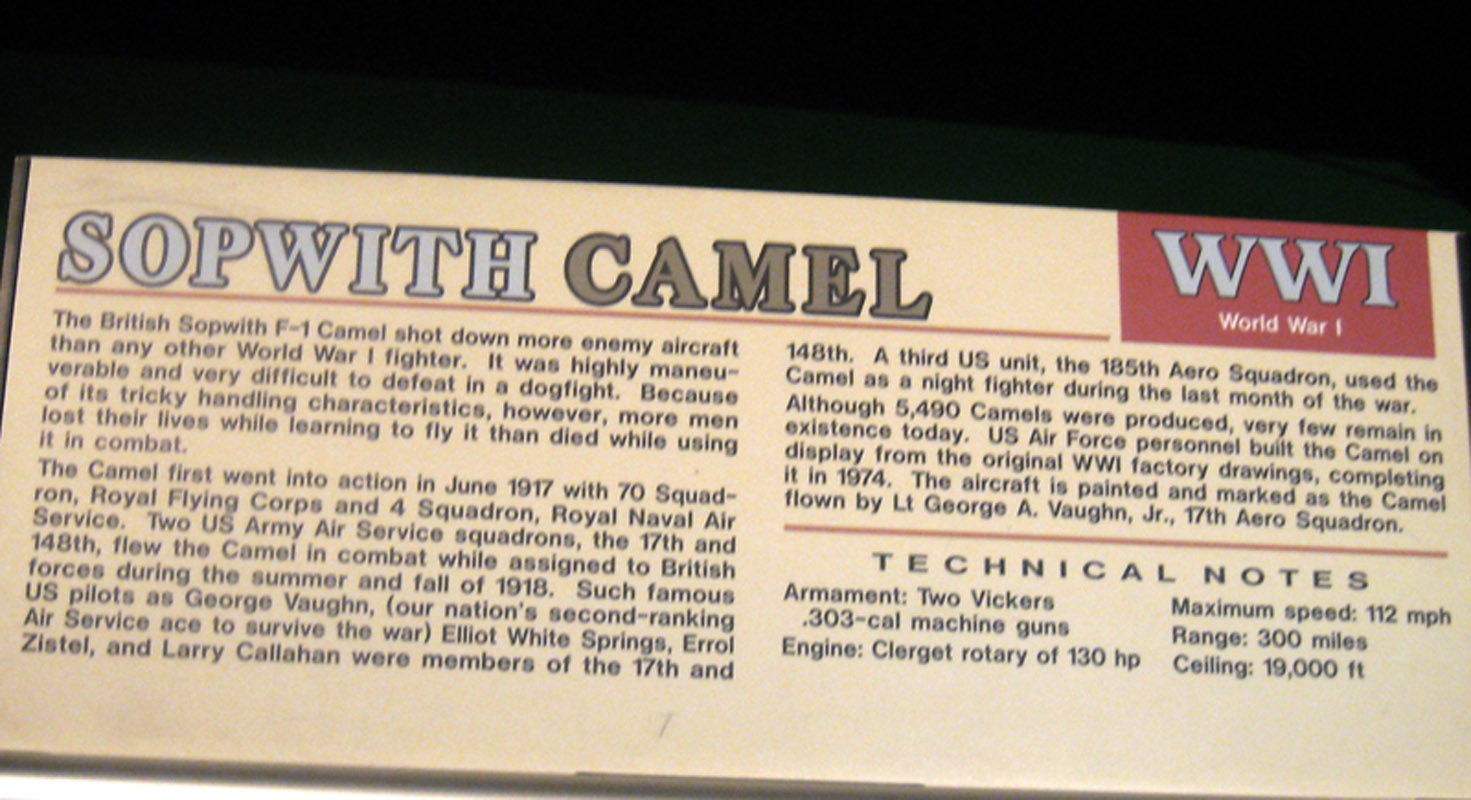 SOPWITH CAMEL
WWI
World War I
The British Sopwith F-1 Camel shot down more enemy aircraft
than any other World War I fighter. It was highly maneu-
verable and very difficult to defeat in a dogfight. Because
of its tricky handling characteristics, however, more men
lost their lives while learning to fly it than died while using
it in combat.
The Camel first went into action in June 1917 with 70 Squad-
ron, Royal Flying Corps and 4 Squadron, Royal Naval Air
Service. Two US Army Air Service squadrons, the 17th and
148th, flew the Camel in combat while assigned to British
forces during the summer and fall of 1918. Such famous
US pilots as George Vaughn, (our nation's second-ranking
Air Service ace to survive the war) Elliot White Springs, Errol
Zistel, and Larry Callahan were members of the 17th and
148th. A third US unit, the 185th Aero Squadron, used the
Camel as a night fighter during the last month of the war.
Although 5,490 Camels were produced, very few remain in
existence today. US Air Force personnel built the Camel on
display from the original WWI factory drawings, completing
it in 1974. The aircraft is painted and marked as the Camel
flown by Lt George A. Vaughn, Jr., 17th Aero Squadron.
TECHNICAL NOTES
Armament: Two Vickers
.303-cal machine guns
Engine: Clerget rotary of 130 hp
Maximum speed: 112 mph
Range: 300 miles
Ceiling: 19,000 ft